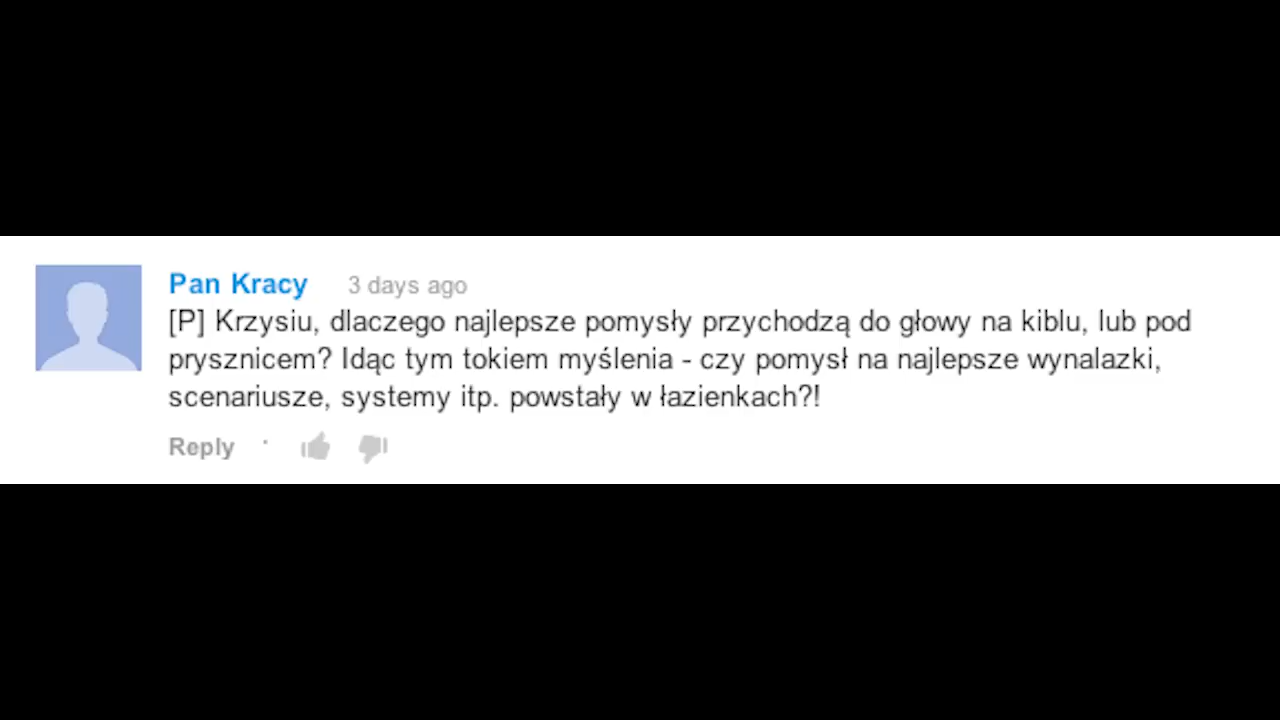 Pan Kracy 3 days ago
[P] Krzysiu, dlaczego najlepsze pomysły przychodzą do głowy na kiblu, lub pod
prysznicem? Idąc tym tokiem myślenia - czy pomysł na najlepsze wynalazki,
scenariusze, systemy itp. powstały w łazienkach?!
Reply ·